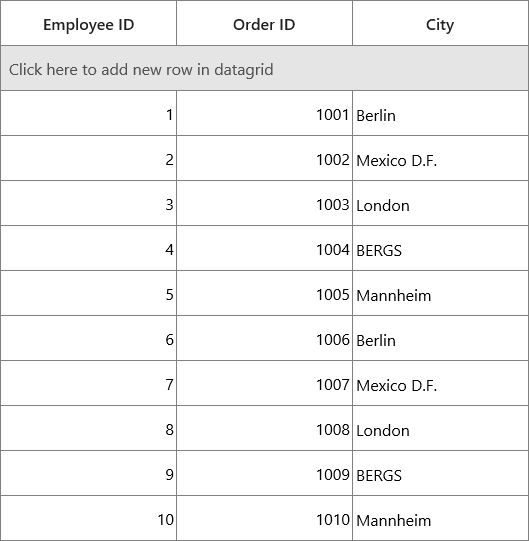 Employee ID Order ID City
Click here to add new row in datagrid
1 1001 Berlin
2 1002 Mexico D.F.
3 1003 London
4 1004 BERGS
5 1005 Mannheim
6 1006 Berlin
7 1007 Mexico D.F.
8 1008 London
9 1009 BERGS
10 1010 Mannheim